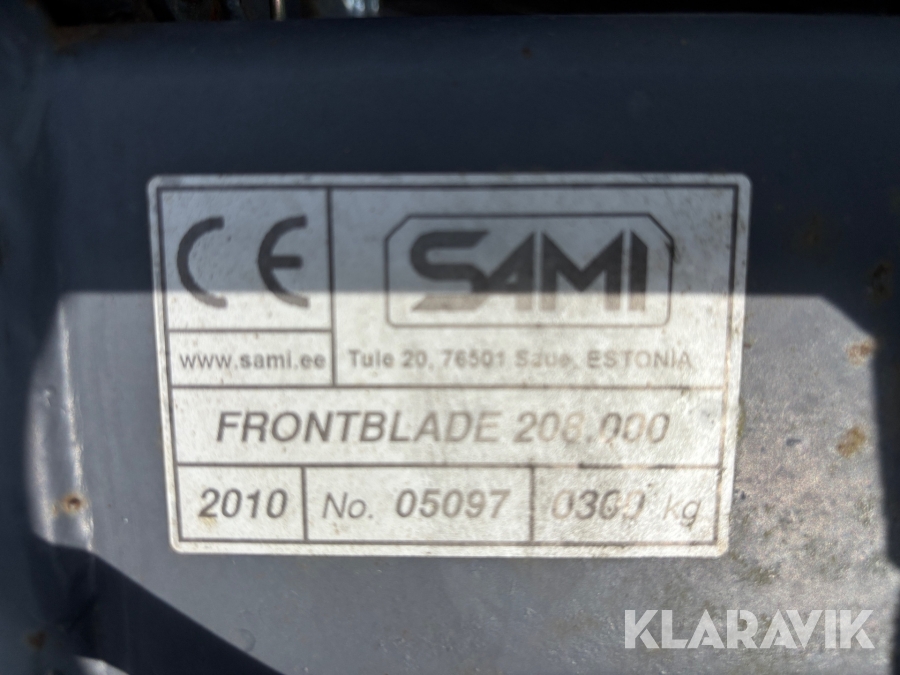 CE
SAMI
www.sami.ee
Tule 20, 76501 Saue, ESTONIA
FRONTBLADE 208.000
2010
No. 05097
0300 kg
KLARAVIK